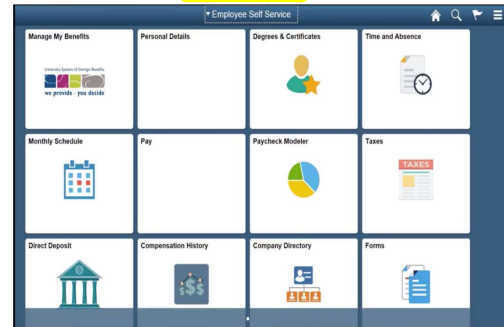 Employee Self Service
Manage My Benefits
Personal Details
Degrees & Certificates
Time and Absence
University System of Georgia Benefits
we provide - you decide
Monthly Schedule
Pay
Paycheck Modeler
Taxes
TAXES
Direct Deposit
Compensation History
Company Directory
Forms
$$$